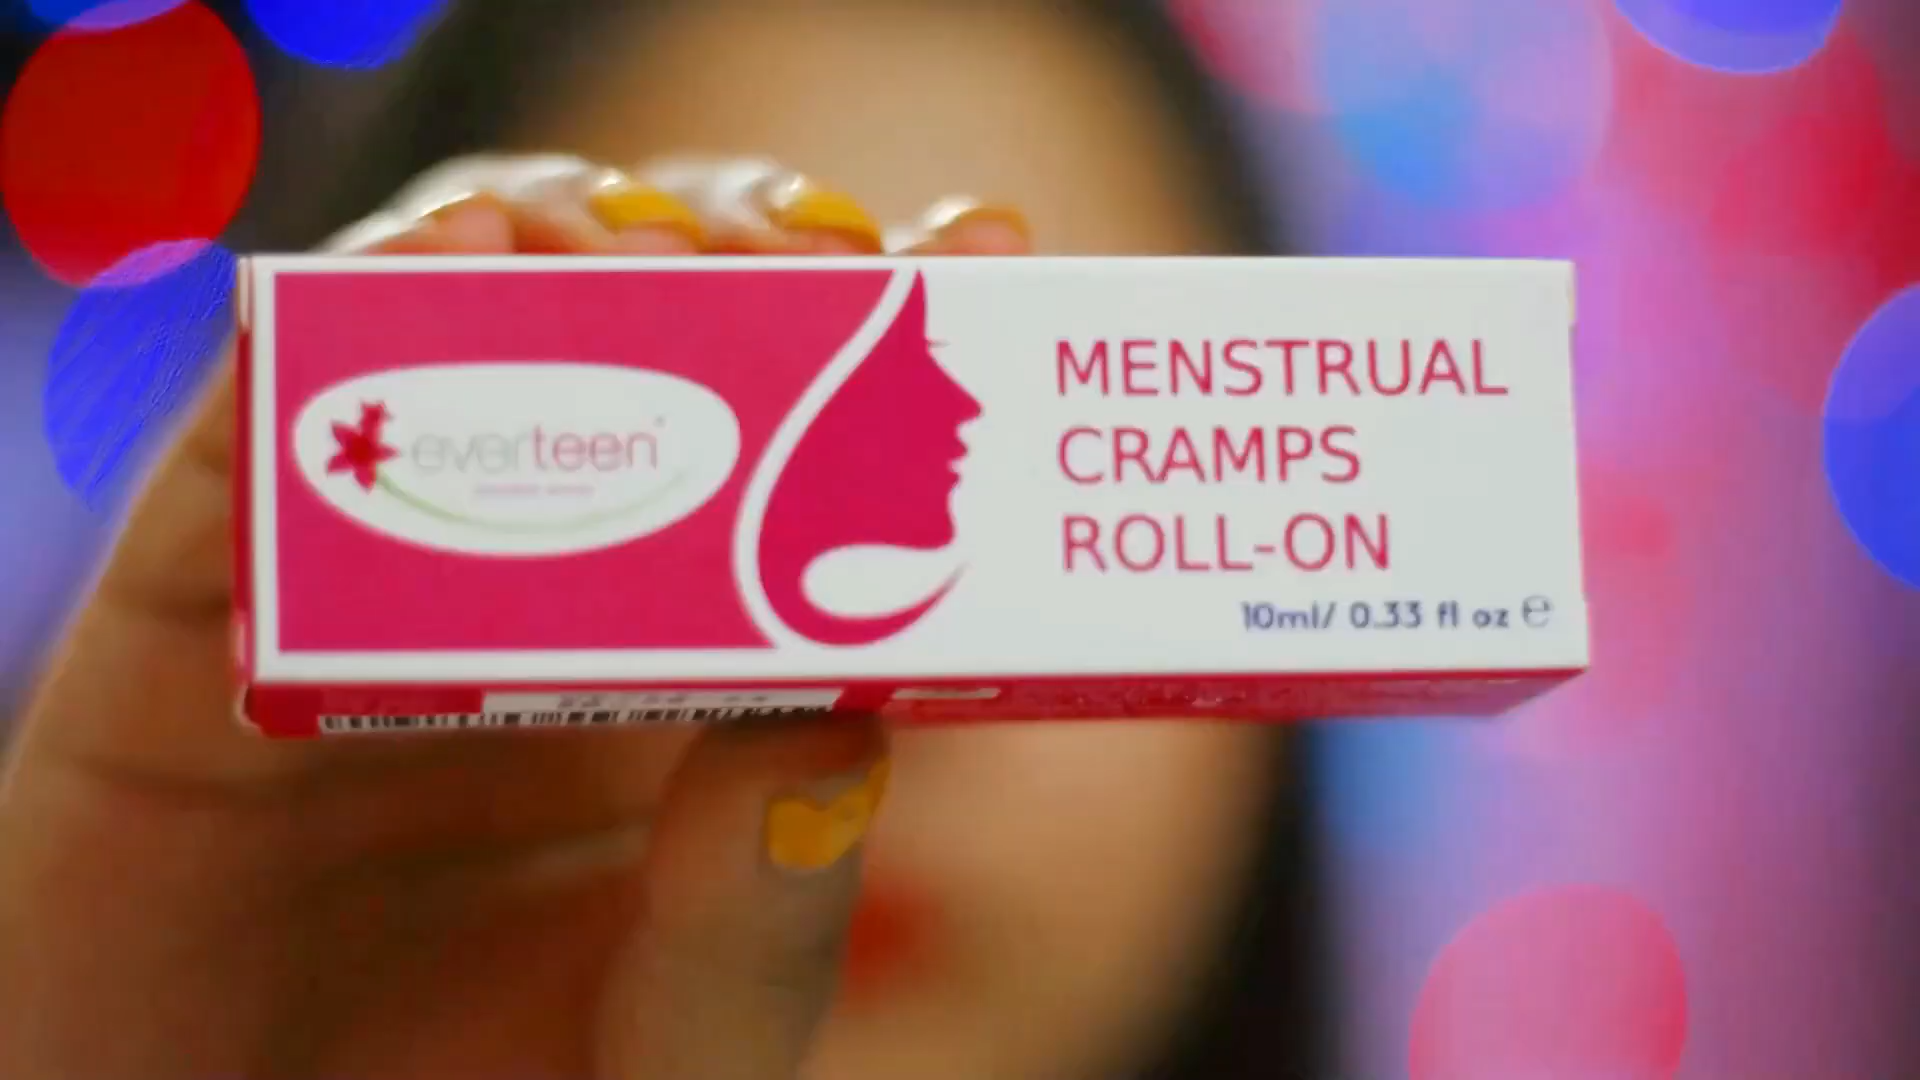 everteen
MENSTRUAL
CRAMPS
ROLL-ON
10ml/ 0.33 fl oz ℮